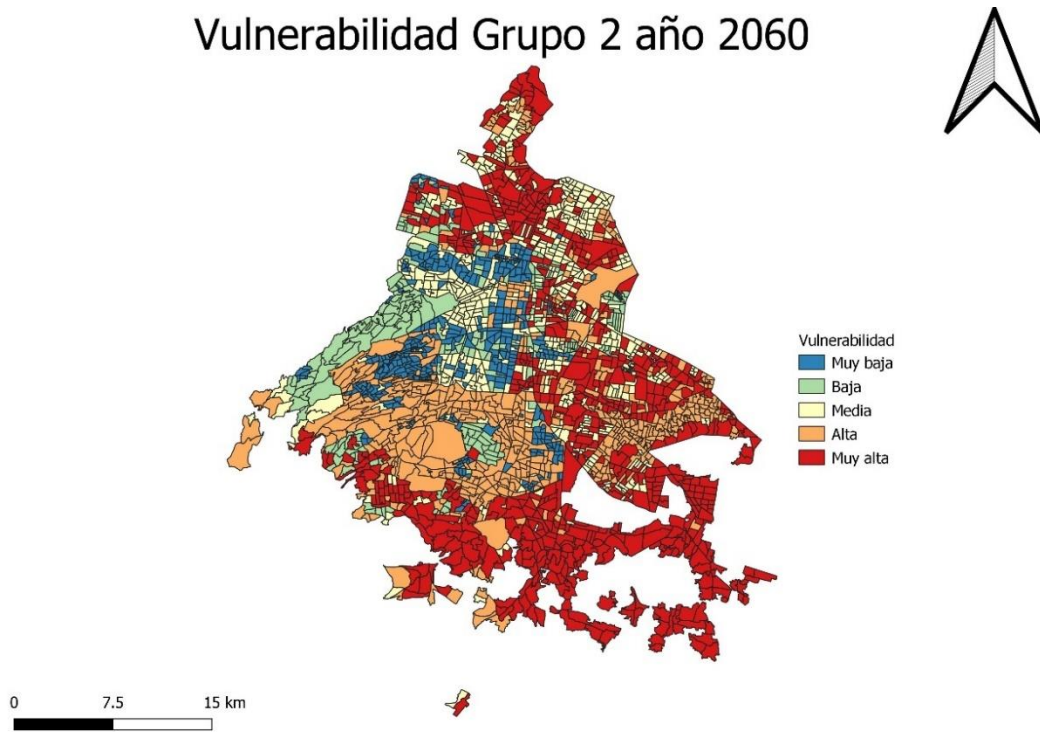 Vulnerabilidad Grupo 2 año 2060
Vulnerabilidad
Muy baja
Baja
Media
Alta
Muy alta
0 7.5 15 km